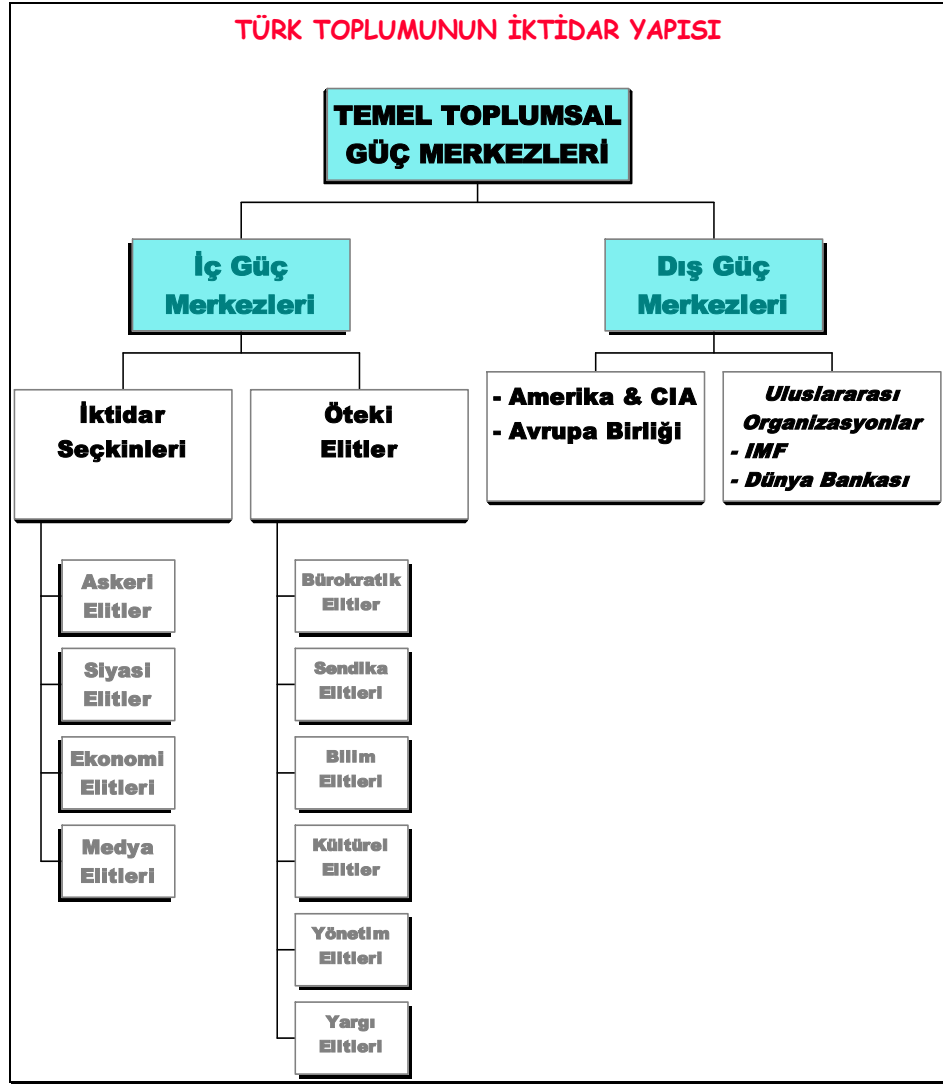 TÜRK TOPLUMUNUN İKTİDAR YAPISI
TEMEL TOPLUMSAL
GÜÇ MERKEZLERİ
İç Güç
Merkezleri
Dış Güç
Merkezleri
İktidar
Seçkinleri
Öteki
Elitler
- Amerika & CIA
- Avrupa Birliği
Uluslararası
Organizasyonlar
- IMF
- Dünya Bankası
Askeri
Elitler
Siyasi
Elitler
Ekonomi
Elitleri
Medya
Elitleri
Bürokratik
Elitler
Sendika
Elitleri
Bilim
Elitleri
Kültürel
Elitler
Yönetim
Elitleri
Yargı
Elitleri